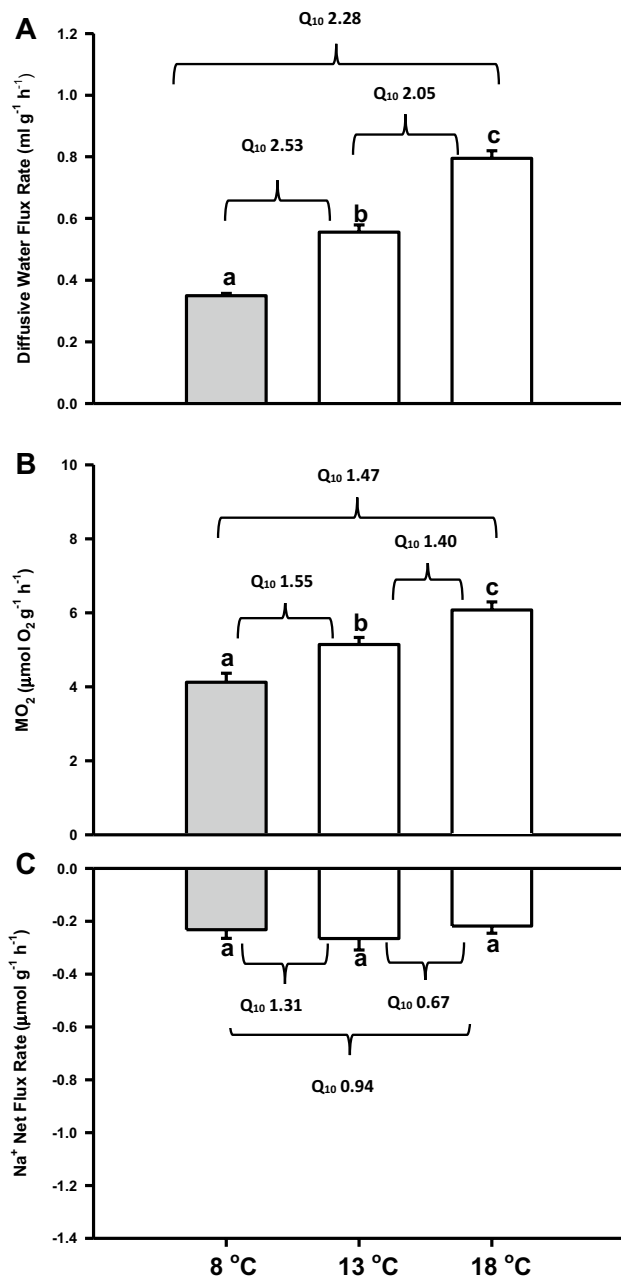 A
Q₁₀ 2.28
Q₁₀ 2.05
Q₁₀ 2.53
Diffusive Water Flux Rate (ml g⁻¹ h⁻¹)
1.2
1.0
0.8
0.6
0.4
0.2
0.0
a
b
c
B
Q₁₀ 1.47
Q₁₀ 1.40
Q₁₀ 1.55
MO₂ (µmol O₂ g⁻¹ h⁻¹)
10
8
6
4
2
0
a
b
c
C
Na⁺ Net Flux Rate (µmol g⁻¹ h⁻¹)
0.0
-0.2
-0.4
-0.6
-0.8
-1.0
-1.2
-1.4
a
a
a
Q₁₀ 1.31
Q₁₀ 0.67
Q₁₀ 0.94
8 °C
13 °C
18 °C